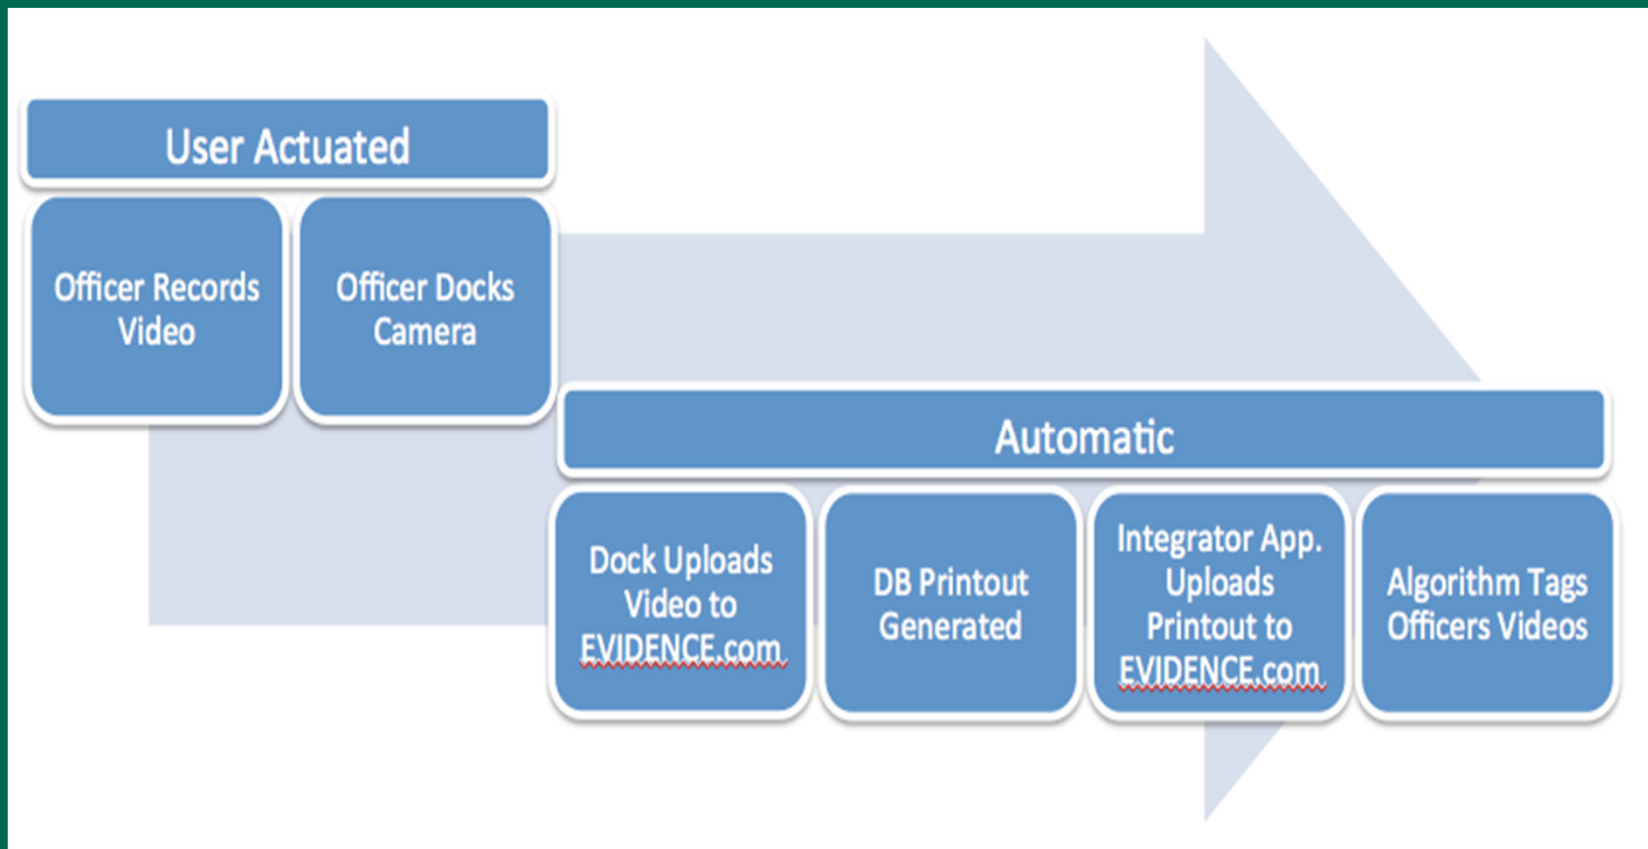 User Actuated
Officer Records
Video
Officer Docks
Camera
Automatic
Dock Uploads
Video to
EVIDENCE.com
DB Printout
Generated
Integrator App.
Uploads
Printout to
EVIDENCE.com
Algorithm Tags
Officers Videos